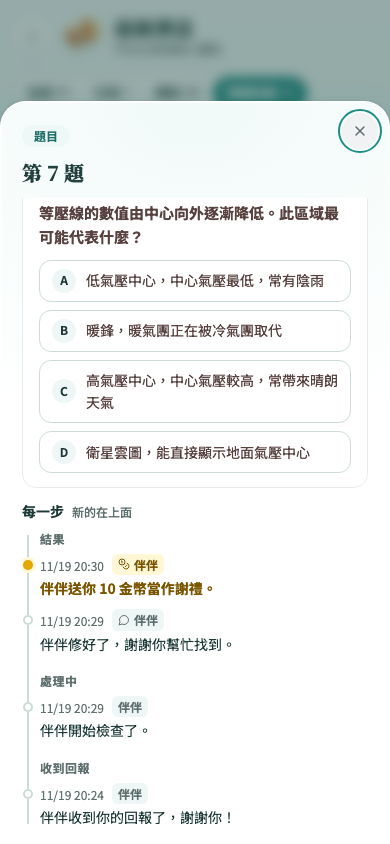 題目
第 7 題
等壓線的數值由中心向外逐漸降低。此區域最
可能代表什麼？
A 低氣壓中心，中心氣壓最低，常有陰雨
B 暖鋒，暖氣團正在被冷氣團取代
C 高氣壓中心，中心氣壓較高，常帶來晴朗
天氣
D 衛星雲圖，能直接顯示地面氣壓中心
每一步 新的在上面
結果
11/19 20:30 伴伴
伴伴送你 10 金幣當作謝禮。
11/19 20:29 伴伴
伴伴修好了，謝謝你幫忙找到。
處理中
11/19 20:29 伴伴
伴伴開始檢查了。
收到回報
11/19 20:24 伴伴
伴伴收到你的回報了，謝謝你！